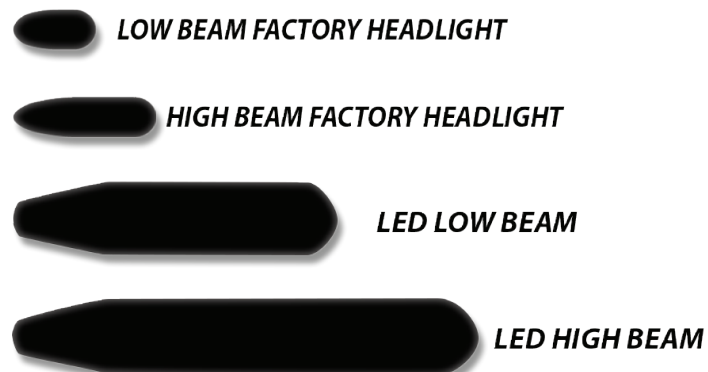 LOW BEAM FACTORY HEADLIGHT
HIGH BEAM FACTORY HEADLIGHT
LED LOW BEAM
LED HIGH BEAM